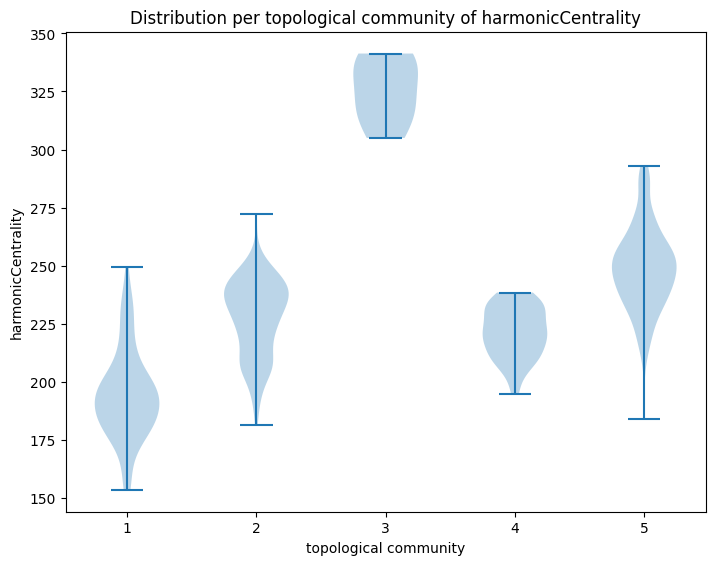 Distribution per topological community of harmonicCentrality
350
325
300
275
250
225
200
175
150
harmonicCentrality
1 2 3 4 5
topological community